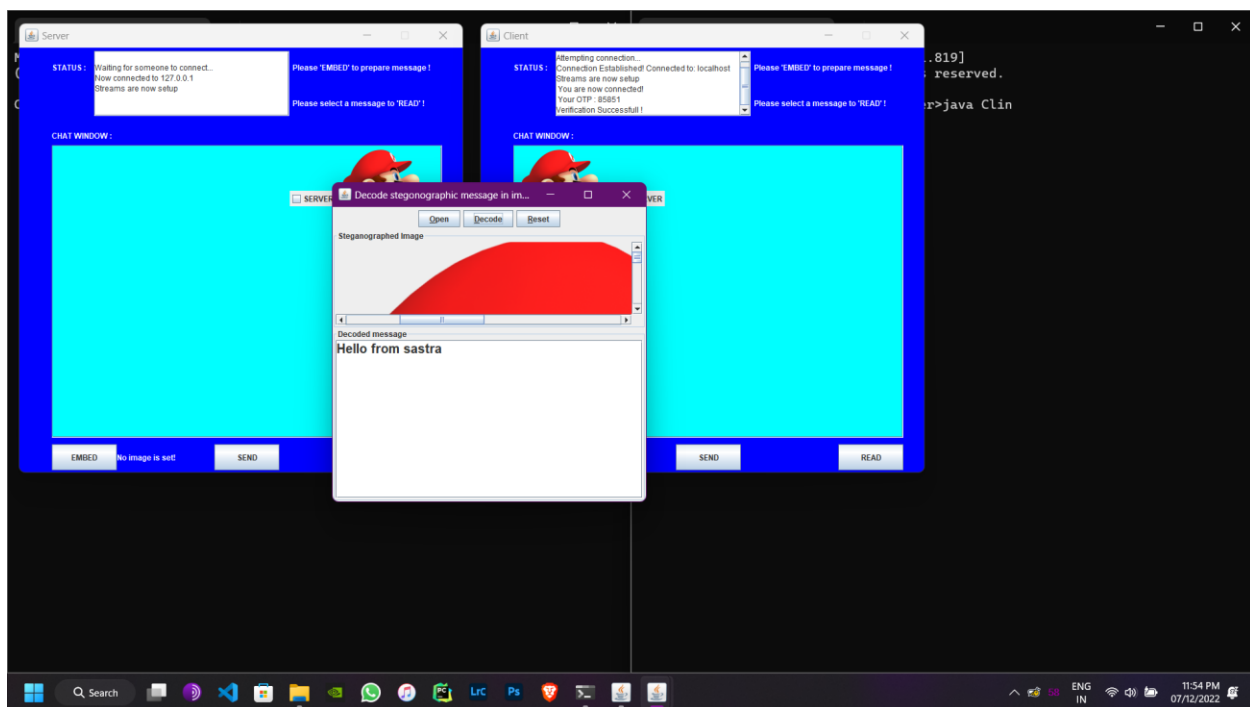 Server
STATUS :
Waiting for someone to connect...
Now connected to 127.0.0.1
Streams are now setup
Please 'EMBED' to prepare message !
Please select a message to 'READ' !
CHAT WINDOW :
SERVER
EMBED
No image is set!
SEND
Client
STATUS :
Attempting connection...
Connection Established! Connected to: localhost
Streams are now setup
You are now connected!
Your OTP : 85851
Verification Successfull !
Please 'EMBED' to prepare message !
Please select a message to 'READ' !
CHAT WINDOW :
VER
SEND
READ
Decode stegonographic message in im...
Open Decode Reset
Steganographed Image
Decoded message
Hello from sastra
.819]
reserved.
r>java Clin
Search
PC
LrC
Ps
ENG
IN
11:54 PM
07/12/2022